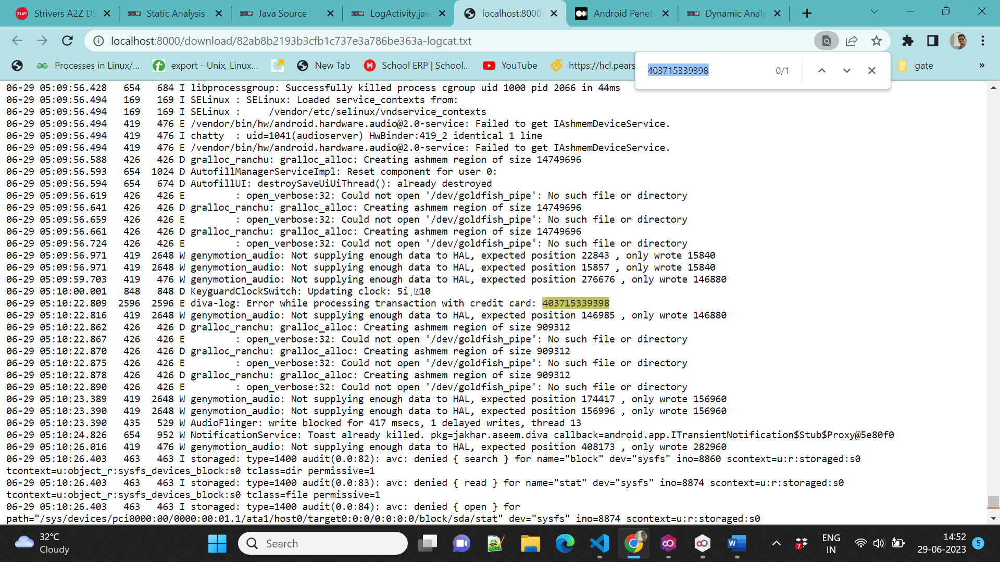 Strivers A2Z DS
Static Analysis
Java Source
LogActivity.java
localhost:8000/
Android Penet
Dynamic Analy
localhost:8000/download/82ab8b2193b3cfb1c737e3a786be363a-logcat.txt
Processes in Linux/...
export - Unix, Linux...
New Tab
School ERP | School...
YouTube
https://hcl.pears
gate
»
403715339398 0/1
06-29 05:09:56.428 654 684 I libprocessgroup: Successfully killed process cgroup uid 1000 pid 2066 in 44ms
06-29 05:09:56.494 169 169 I SELinux : SELinux: Loaded service_contexts from:
06-29 05:09:56.494 169 169 I SELinux : /vendor/etc/selinux/vndservice_contexts
06-29 05:09:56.494 419 476 E /vendor/bin/hw/android.hardware.audio@2.0-service: Failed to get IAshmemDeviceService.
06-29 05:09:56.494 419 476 I chatty : uid=1041(audioserver) HwBinder:419_2 identical 1 line
06-29 05:09:56.494 419 476 E /vendor/bin/hw/android.hardware.audio@2.0-service: Failed to get IAshmemDeviceService.
06-29 05:09:56.588 426 426 D gralloc_ranchu: gralloc_alloc: Creating ashmem region of size 14749696
06-29 05:09:56.593 654 1024 D AutofillManagerServiceImpl: Reset component for user 0:
06-29 05:09:56.594 654 674 D AutofillUI: destroySaveUiUiThread(): already destroyed
06-29 05:09:56.619 426 426 E : open_verbose:32: Could not open '/dev/goldfish_pipe': No such file or directory
06-29 05:09:56.641 426 426 D gralloc_ranchu: gralloc_alloc: Creating ashmem region of size 14749696
06-29 05:09:56.659 426 426 E : open_verbose:32: Could not open '/dev/goldfish_pipe': No such file or directory
06-29 05:09:56.661 426 426 D gralloc_ranchu: gralloc_alloc: Creating ashmem region of size 14749696
06-29 05:09:56.724 426 426 E : open_verbose:32: Could not open '/dev/goldfish_pipe': No such file or directory
06-29 05:09:56.971 419 2648 W genymotion_audio: Not supplying enough data to HAL, expected position 22843 , only wrote 15840
06-29 05:09:56.971 419 2648 W genymotion_audio: Not supplying enough data to HAL, expected position 15857 , only wrote 15840
06-29 05:09:59.703 419 476 W genymotion_audio: Not supplying enough data to HAL, expected position 276676 , only wrote 146880
06-29 05:10:00.001 848 848 D KeyguardClockSwitch: Updating clock: 5î¸10
06-29 05:10:22.809 2596 2596 E diva-log: Error while processing transaction with credit card: 403715339398
06-29 05:10:22.816 419 2648 W genymotion_audio: Not supplying enough data to HAL, expected position 146985 , only wrote 146880
06-29 05:10:22.862 426 426 D gralloc_ranchu: gralloc_alloc: Creating ashmem region of size 909312
06-29 05:10:22.867 426 426 E : open_verbose:32: Could not open '/dev/goldfish_pipe': No such file or directory
06-29 05:10:22.870 426 426 D gralloc_ranchu: gralloc_alloc: Creating ashmem region of size 909312
06-29 05:10:22.875 426 426 E : open_verbose:32: Could not open '/dev/goldfish_pipe': No such file or directory
06-29 05:10:22.878 426 426 D gralloc_ranchu: gralloc_alloc: Creating ashmem region of size 909312
06-29 05:10:22.890 426 426 E : open_verbose:32: Could not open '/dev/goldfish_pipe': No such file or directory
06-29 05:10:23.389 419 2648 W genymotion_audio: Not supplying enough data to HAL, expected position 174417 , only wrote 156960
06-29 05:10:23.390 419 2648 W genymotion_audio: Not supplying enough data to HAL, expected position 156996 , only wrote 156960
06-29 05:10:23.390 435 529 W AudioFlinger: write blocked for 417 msecs, 1 delayed writes, thread 13
06-29 05:10:24.826 654 952 W NotificationService: Toast already killed. pkg=jakhar.aseem.diva callback=android.app.ITransientNotification$Stub$Proxy@5e80f0
06-29 05:10:26.016 419 476 W genymotion_audio: Not supplying enough data to HAL, expected position 408173 , only wrote 282960
06-29 05:10:26.403 463 463 I storaged: type=1400 audit(0.0:82): avc: denied { search } for name="block" dev="sysfs" ino=8860 scontext=u:r:storaged:s0
tcontext=u:object_r:sysfs_devices_block:s0 tclass=dir permissive=1
06-29 05:10:26.403 463 463 I storaged: type=1400 audit(0.0:83): avc: denied { read } for name="stat" dev="sysfs" ino=8874 scontext=u:r:storaged:s0
tcontext=u:object_r:sysfs_devices_block:s0 tclass=file permissive=1
06-29 05:10:26.403 463 463 I storaged: type=1400 audit(0.0:84): avc: denied { open } for
path="/sys/devices/pci0000:00/0000:00:01.1/ata1/host0/target0:0:0/0:0:0:0/block/sda/stat" dev="sysfs" ino=8874 scontext=u:r:storaged:s0
32°C
Cloudy
Search
7
ENG
IN
14:52
29-06-2023
5